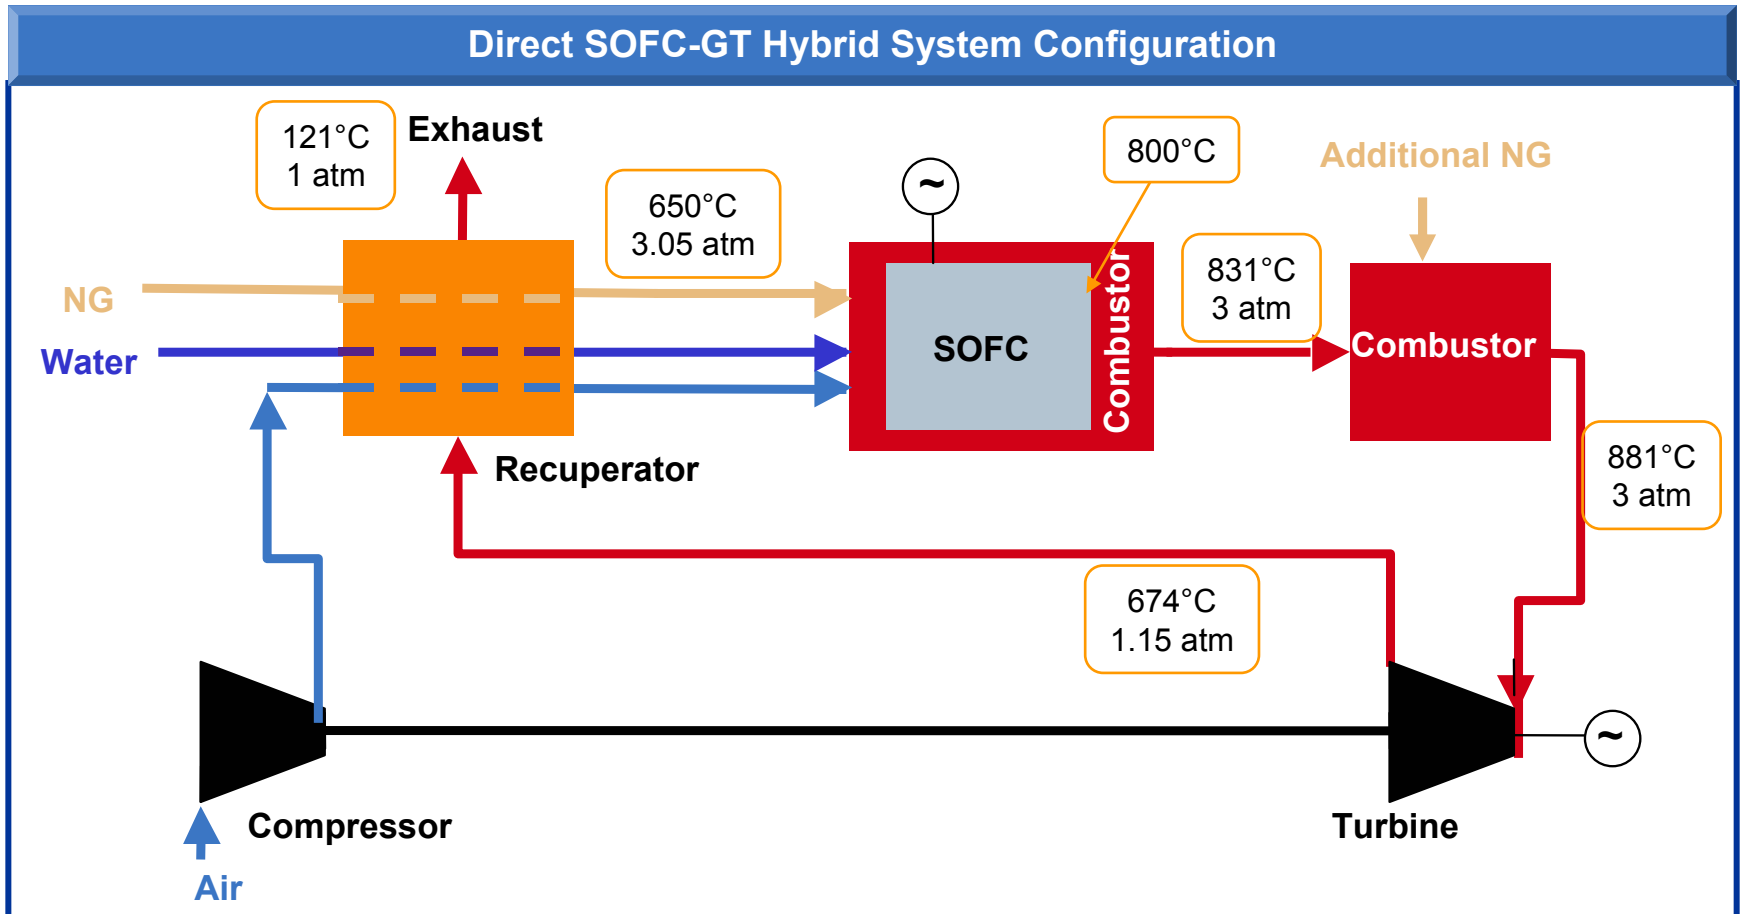 Direct SOFC-GT Hybrid System Configuration
121°C
1 atm
Exhaust
650°C
3.05 atm
~
800°C
Additional NG
831°C
3 atm
NG
Water
SOFC
Combustor
Combustor
Recuperator
881°C
3 atm
674°C
1.15 atm
~
Compressor
Turbine
Air